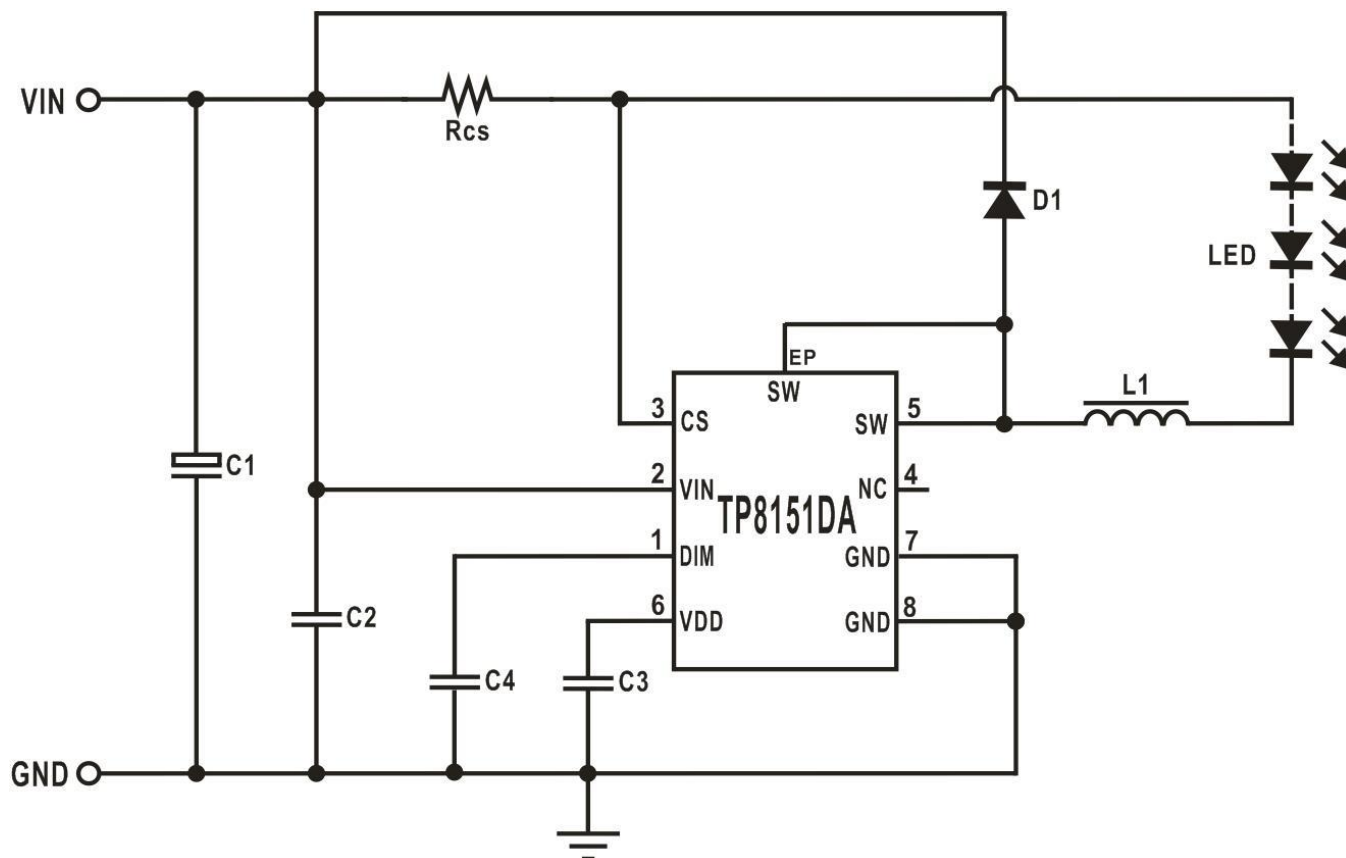 VIN
Rcs
D1
LED
EP
SW
L1
3
CS
SW
5
C1
2
VIN
NC
4
TP8151DA
1
DIM
GND
7
C2
6
VDD
GND
8
C4
C3
GND